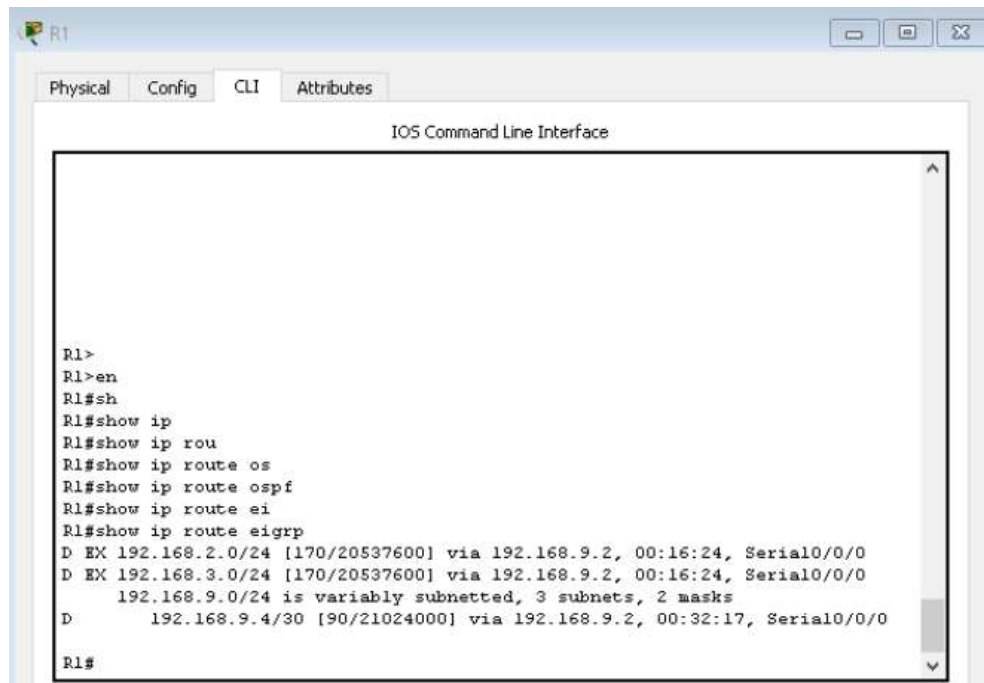 R1
Physical Config CLI Attributes
IOS Command Line Interface
R1>
R1>en
R1#sh
R1#show ip
R1#show ip rou
R1#show ip route os
R1#show ip route ospf
R1#show ip route ei
R1#show ip route eigrp
D EX 192.168.2.0/24 [170/20537600] via 192.168.9.2, 00:16:24, Serial0/0/0
D EX 192.168.3.0/24 [170/20537600] via 192.168.9.2, 00:16:24, Serial0/0/0
     192.168.9.0/24 is variably subnetted, 3 subnets, 2 masks
D       192.168.9.4/30 [90/21024000] via 192.168.9.2, 00:32:17, Serial0/0/0
R1#